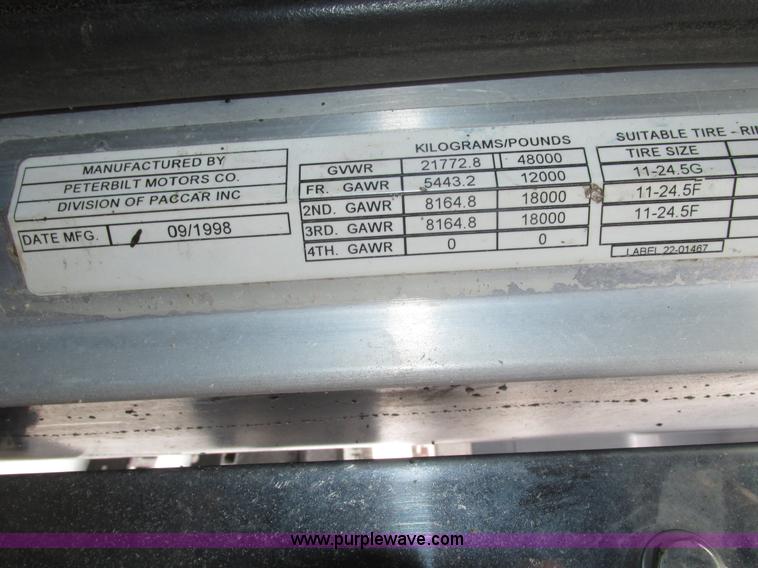 MANUFACTURED BY
PETERBILT MOTORS CO.
DIVISION OF PACCAR INC
DATE MFG. 09/1998
KILOGRAMS/POUNDS
GVWR 21772.8 48000
FR. GAWR 5443.2 12000
2ND. GAWR 8164.8 18000
3RD. GAWR 8164.8 18000
4TH. GAWR 0 0
SUITABLE TIRE - RI
TIRE SIZE
11-24.5G
11-24.5F
11-24.5F
LABEL 22-01467
www.purplewave.com